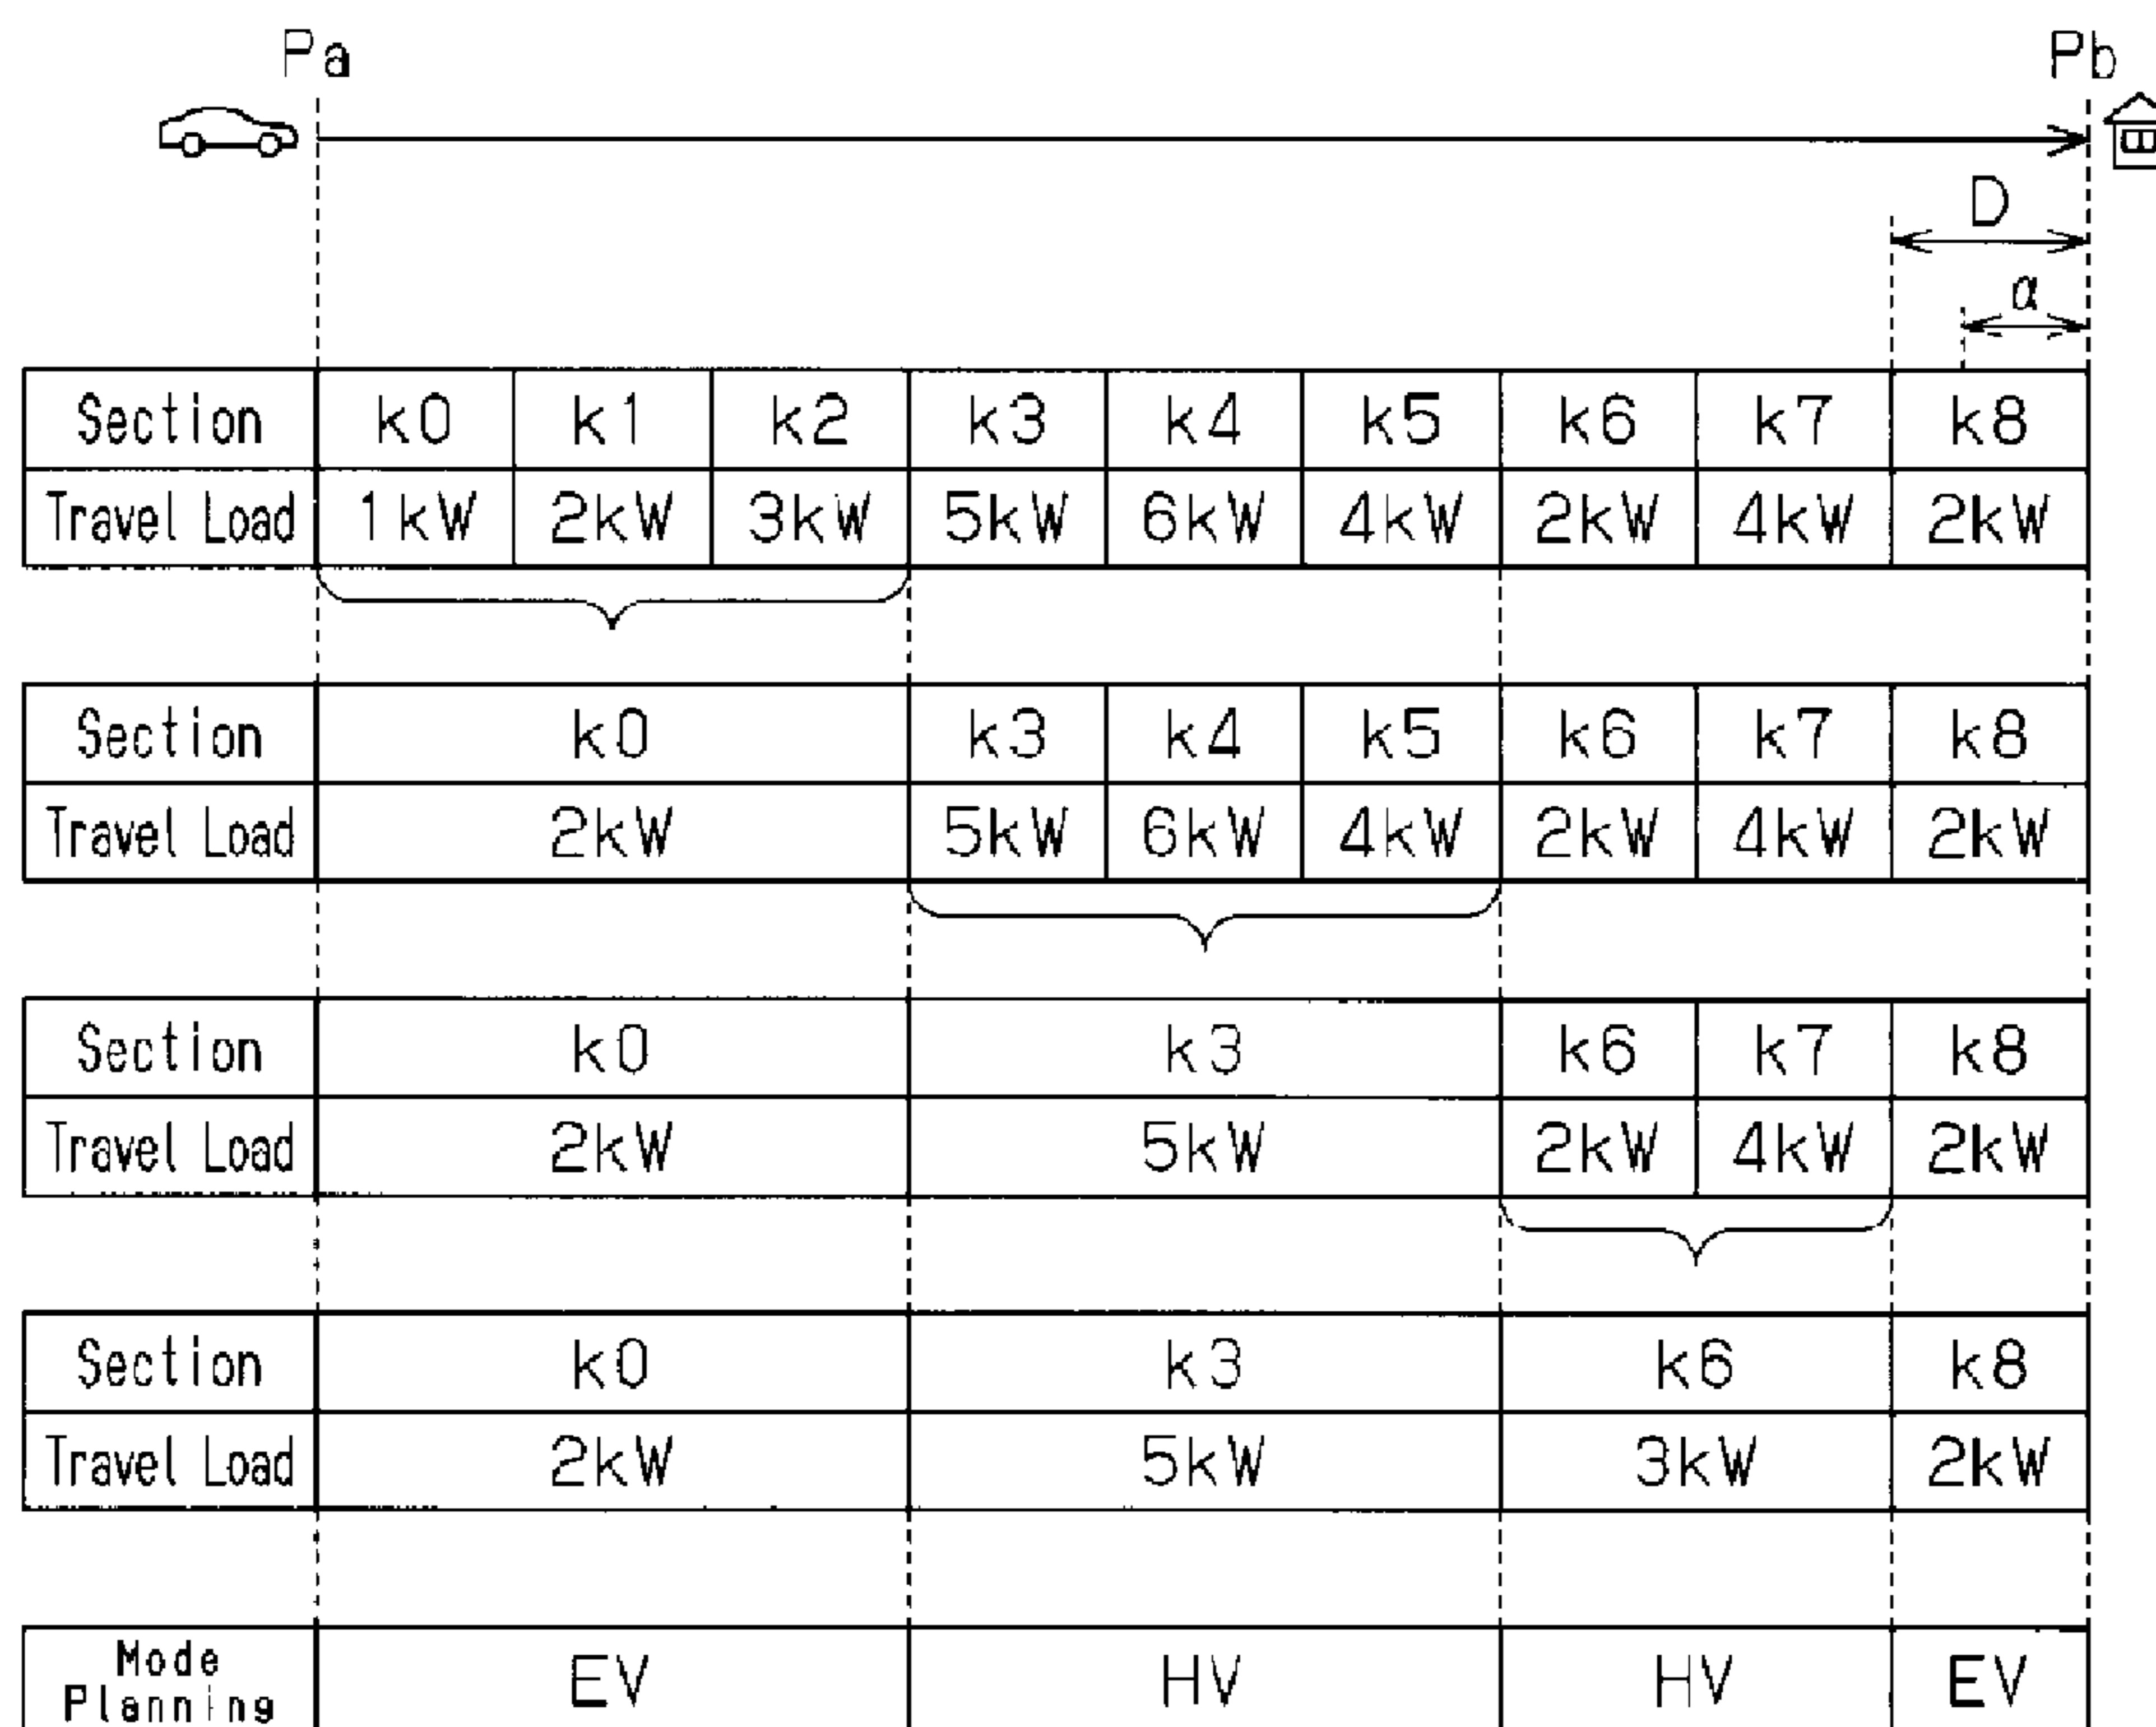 Pa Pb
D
α
Section k0 k1 k2 k3 k4 k5 k6 k7 k8
Travel Load 1kW 2kW 3kW 5kW 6kW 4kW 2kW 4kW 2kW
Section k0 k3 k4 k5 k6 k7 k8
Travel Load 2kW 5kW 6kW 4kW 2kW 4kW 2kW
Section k0 k3 k6 k7 k8
Travel Load 2kW 5kW 2kW 4kW 2kW
Section k0 k3 k6 k8
Travel Load 2kW 5kW 3kW 2kW
Mode
Planning EV HV HV EV